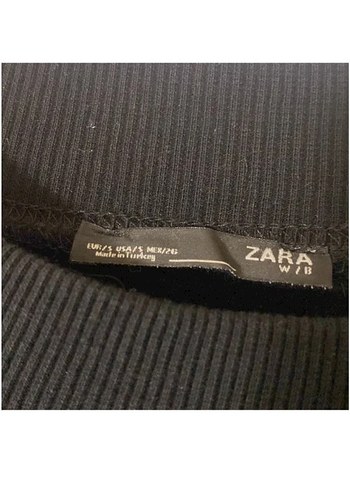 EUR/S USA/S MEX/26
Made in Turkey
ZARA
W/B